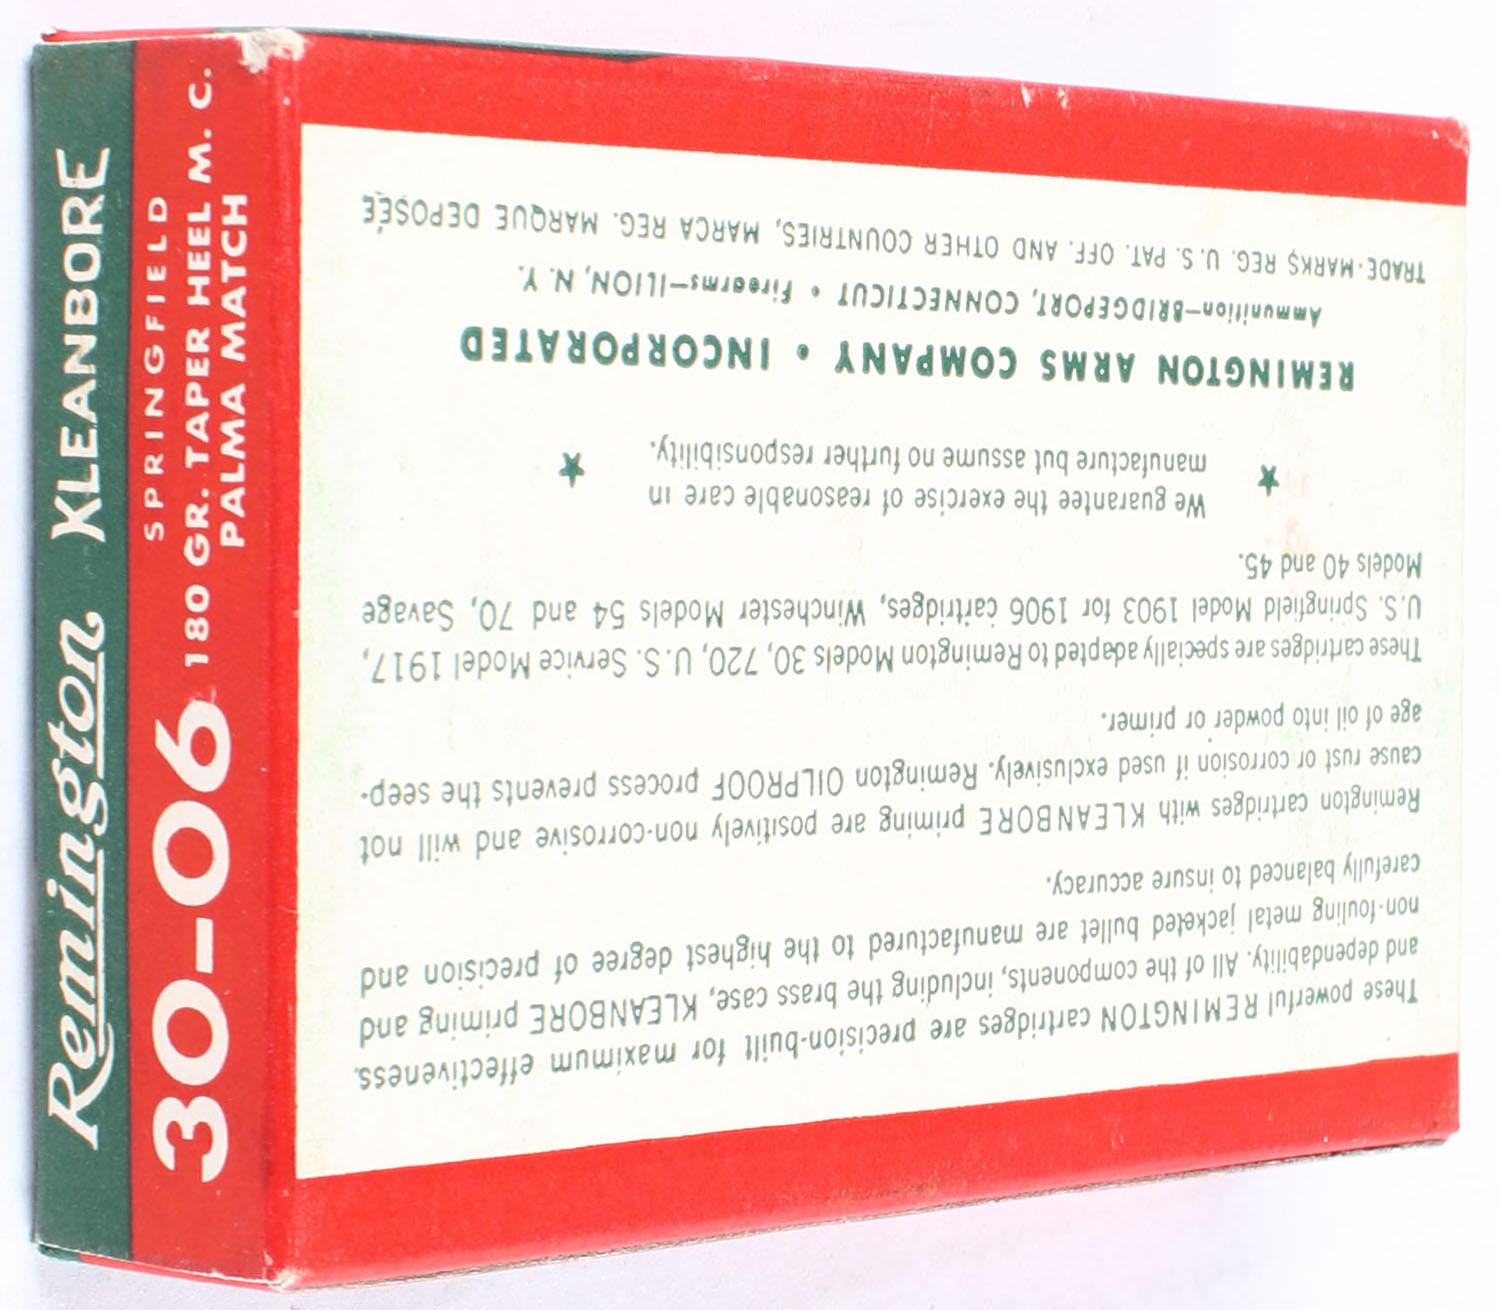 Remington KLEANBORE
30-06 SPRINGFIELD
180 GR. TAPER HEEL M. C.
PALMA MATCH
These powerful REMINGTON cartridges are precision-built for maximum effectiveness.
and dependability. All of the components, including the brass case, KLEANBORE priming and
non-fouling metal jacketed bullet are manufactured to the highest degree of precision and
carefully balanced to insure accuracy.
Remington cartridges with KLEANBORE priming are positively non-corrosive and will not
cause rust or corrosion if used exclusively. Remington OILPROOF process prevents the seep-
age of oil into powder or primer.
These cartridges are specially adapted to Remington Models 30, 720, U.S. Service Model 1917,
U.S. Springfield Model 1903 for 1906 cartridges, Winchester Models 54 and 70, Savage
Models 40 and 45.
We guarantee the exercise of reasonable care in
manufacture but assume no further responsibility.
REMINGTON ARMS COMPANY • INCORPORATED
Ammunition—BRIDGEPORT, CONNECTICUT • Firearms—ILION, N. Y.
TRADE-MARKS REG. U.S. PAT. OFF. AND OTHER COUNTRIES, MARCA REG. MARQUE DEPOSÉE